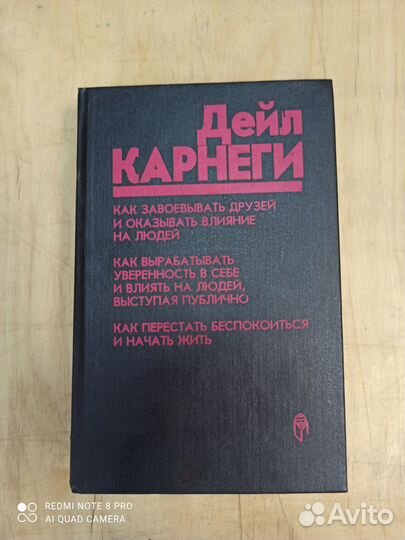 Дейл
КАРНЕГИ
КАК ЗАВОЕВЫВАТЬ ДРУЗЕЙ
И ОКАЗЫВАТЬ ВЛИЯНИЕ
НА ЛЮДЕЙ
КАК ВЫРАБАТЫВАТЬ
УВЕРЕННОСТЬ В СЕБЕ
И ВЛИЯТЬ НА ЛЮДЕЙ,
ВЫСТУПАЯ ПУБЛИЧНО
КАК ПЕРЕСТАТЬ БЕСПОКОИТЬСЯ
И НАЧАТЬ ЖИТЬ
REDMI NOTE 8 PRO
AI QUAD CAMERA
Avito